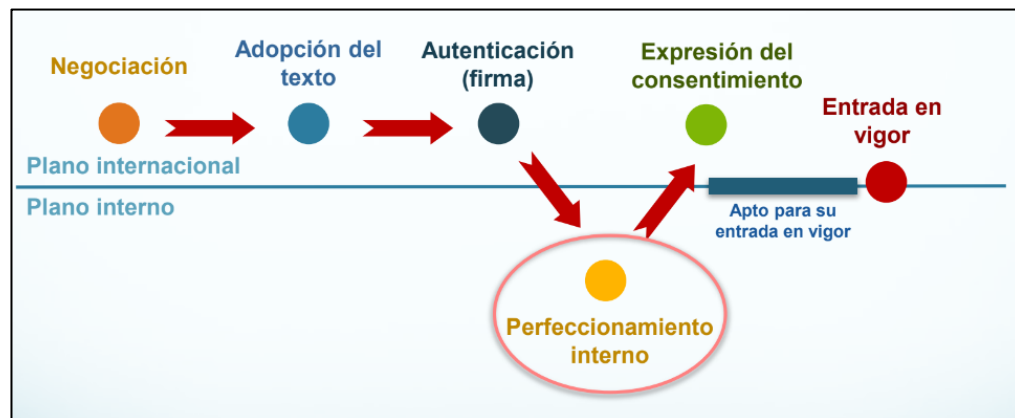 Negociación
Adopción del
texto
Autenticación
(firma)
Expresión del
consentimiento
Entrada en
vigor
Plano internacional
Plano interno
Apto para su
entrada en vigor
Perfeccionamiento
interno